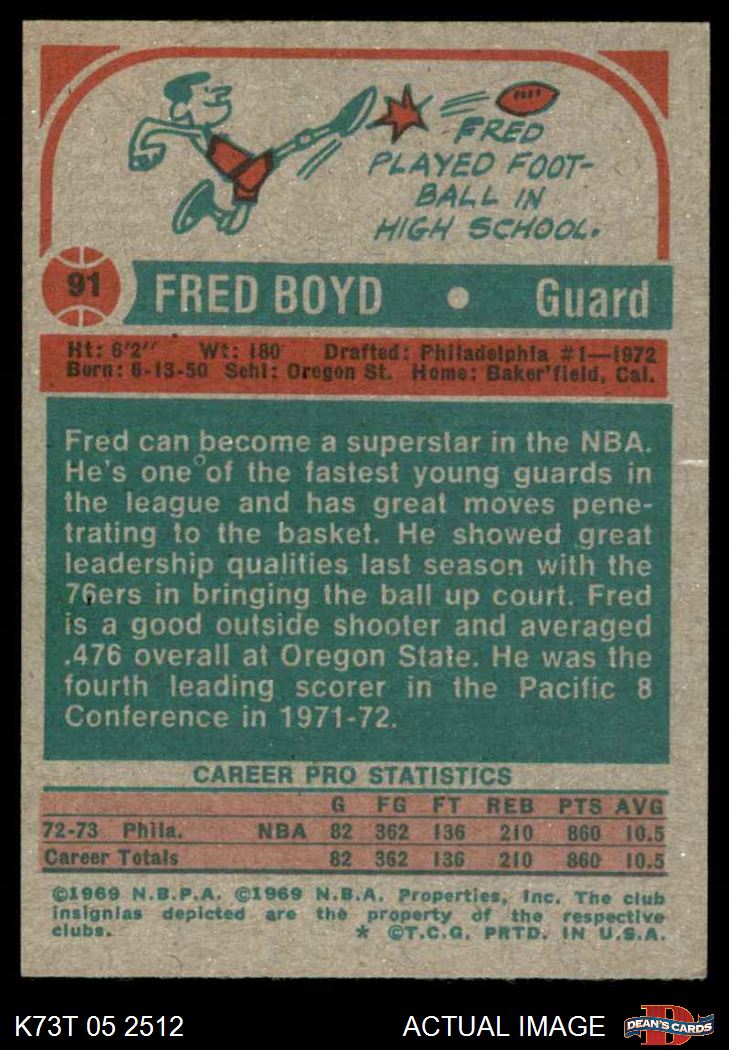 FRED
PLAYED FOOT-
BALL IN
HIGH SCHOOL.
91
FRED BOYD • Guard
Ht: 6'2" Wt: 180 Drafted: Philadelphia #1—1972
Born: 6-13-50 Schl: Oregon St. Home: Baker'field, Cal.
Fred can become a superstar in the NBA.
He's one of the fastest young guards in
the league and has great moves pene-
trating to the basket. He showed great
leadership qualities last season with the
76ers in bringing the ball up court. Fred
is a good outside shooter and averaged
.476 overall at Oregon State. He was the
fourth leading scorer in the Pacific 8
Conference in 1971-72.
CAREER PRO STATISTICS
G FG FT REB PTS AVG
72-73 Phila. NBA 82 362 136 210 860 10.5
Career Totals 82 362 136 210 860 10.5
©1969 N.B.P.A. ©1969 N.B.A. Properties, Inc. The club
insignias depicted are the property of the respective
clubs. * ©T.C.G. PRTD. IN U.S.A.
K73T 05 2512 ACTUAL IMAGE
DEAN'S CARDS